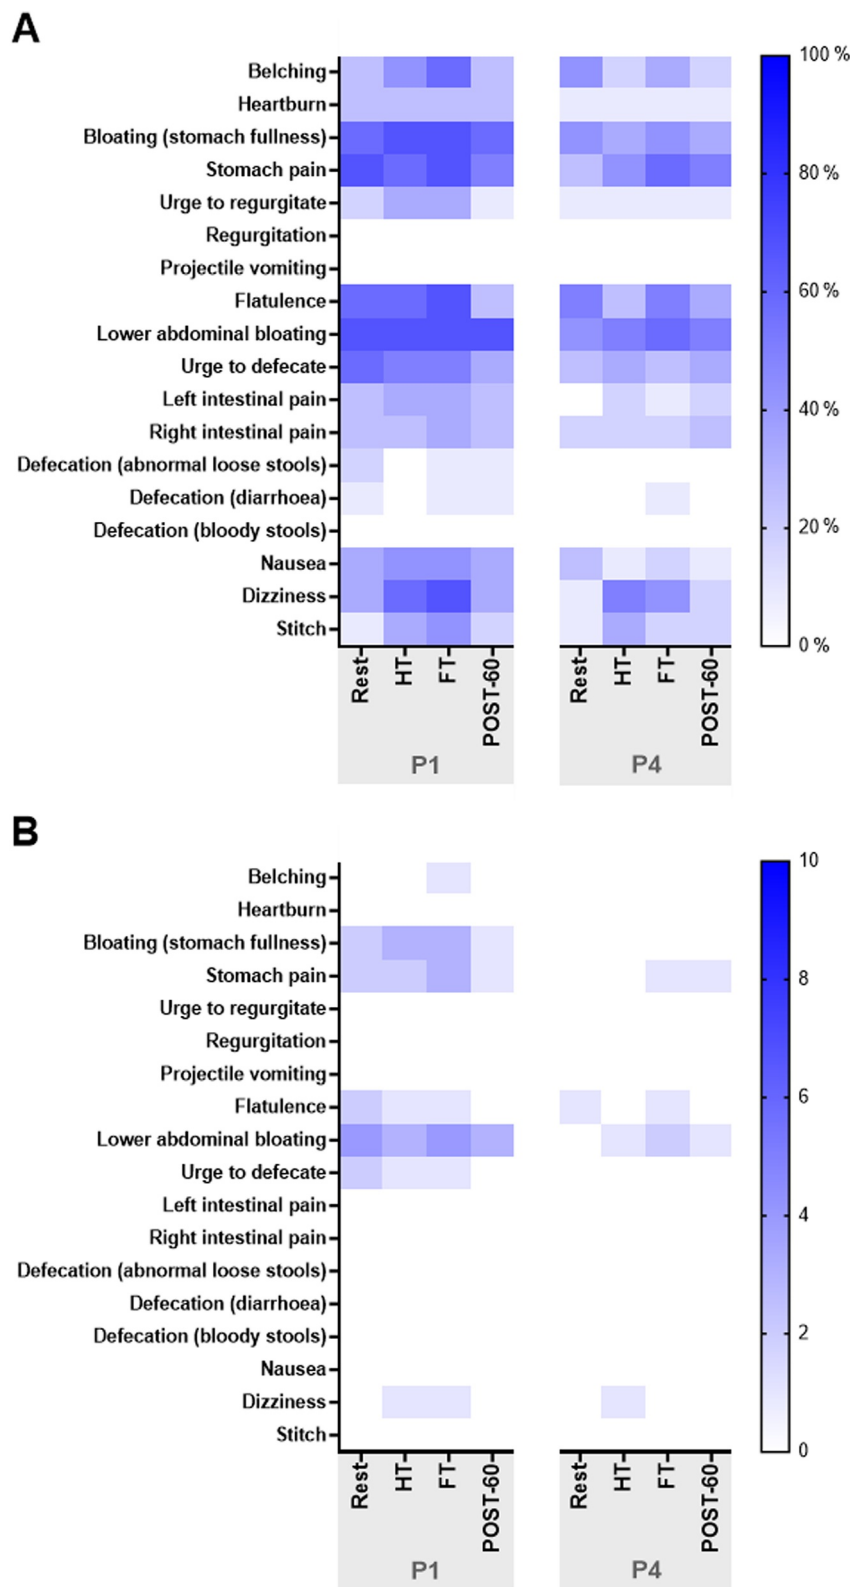 A
Belching
Heartburn
Bloating (stomach fullness)
Stomach pain
Urge to regurgitate
Regurgitation
Projectile vomiting
Flatulence
Lower abdominal bloating
Urge to defecate
Left intestinal pain
Right intestinal pain
Defecation (abnormal loose stools)
Defecation (diarrhoea)
Defecation (bloody stools)
Nausea
Dizziness
Stitch
100 %
80 %
60 %
40 %
20 %
0 %
Rest HT FT POST-60 Rest HT FT POST-60
P1 P4
B
Belching
Heartburn
Bloating (stomach fullness)
Stomach pain
Urge to regurgitate
Regurgitation
Projectile vomiting
Flatulence
Lower abdominal bloating
Urge to defecate
Left intestinal pain
Right intestinal pain
Defecation (abnormal loose stools)
Defecation (diarrhoea)
Defecation (bloody stools)
Nausea
Dizziness
Stitch
10
8
6
4
2
0
Rest HT FT POST-60 Rest HT FT POST-60
P1 P4